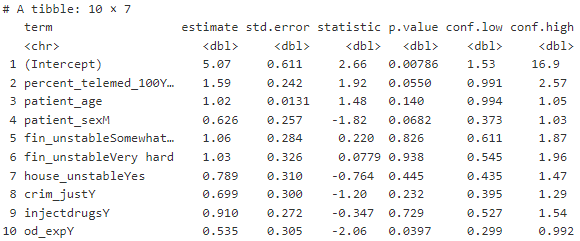 # A tibble: 10 × 7
term estimate std.error statistic p.value conf.low conf.high
<chr> <dbl> <dbl> <dbl> <dbl> <dbl> <dbl>
1 (Intercept) 5.07 0.611 2.66 0.00786 1.53 16.9
2 percent_telemed_100Y… 1.59 0.242 1.92 0.0550 0.991 2.57
3 patient_age 1.02 0.0131 1.48 0.140 0.994 1.05
4 patient_sexM 0.626 0.257 -1.82 0.0682 0.373 1.03
5 fin_unstableSomewhat… 1.06 0.284 0.220 0.826 0.611 1.87
6 fin_unstableVery hard 1.03 0.326 0.0779 0.938 0.545 1.96
7 house_unstableYes 0.789 0.310 -0.764 0.445 0.435 1.47
8 crim_justY 0.699 0.300 -1.20 0.232 0.395 1.29
9 injectdrugsY 0.910 0.272 -0.347 0.729 0.527 1.54
10 od_expY 0.535 0.305 -2.06 0.0397 0.299 0.992